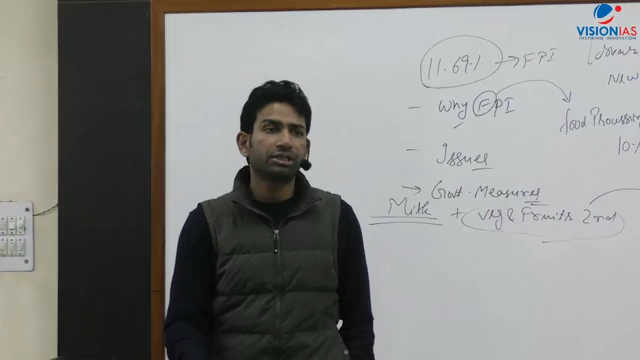 VISIONIAS
INSPIRING INNOVATION
11.69% → FPI
- Why FPI
food Processing
10%
- Issues
→ Govt. Measures
Milk + veg & Fruits 2nd